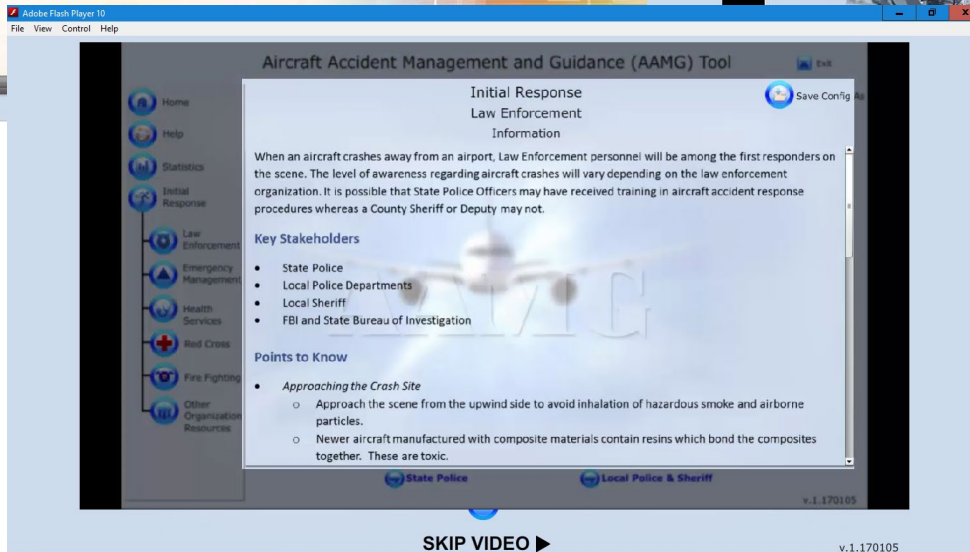 Adobe Flash Player 10
File View Control Help
Aircraft Accident Management and Guidance (AAMG) Tool
Exit
Home
Help
Statistics
Initial
Response
Law
Enforcement
Emergency
Management
Health
Services
Red Cross
Fire Fighting
Other
Organization
Resources
Initial Response
Law Enforcement
Information
Save Config As
When an aircraft crashes away from an airport, Law Enforcement personnel will be among the first responders on
the scene. The level of awareness regarding aircraft crashes will vary depending on the law enforcement
organization. It is possible that State Police Officers may have received training in aircraft accident response
procedures whereas a County Sheriff or Deputy may not.
Key Stakeholders
• State Police
• Local Police Departments
• Local Sheriff
• FBI and State Bureau of Investigation
AAMG
Points to Know
• Approaching the Crash Site
o Approach the scene from the upwind side to avoid inhalation of hazardous smoke and airborne
particles.
o Newer aircraft manufactured with composite materials contain resins which bond the composites
together. These are toxic.
State Police
Local Police & Sheriff
v.1.170105
SKIP VIDEO
v.1.170105